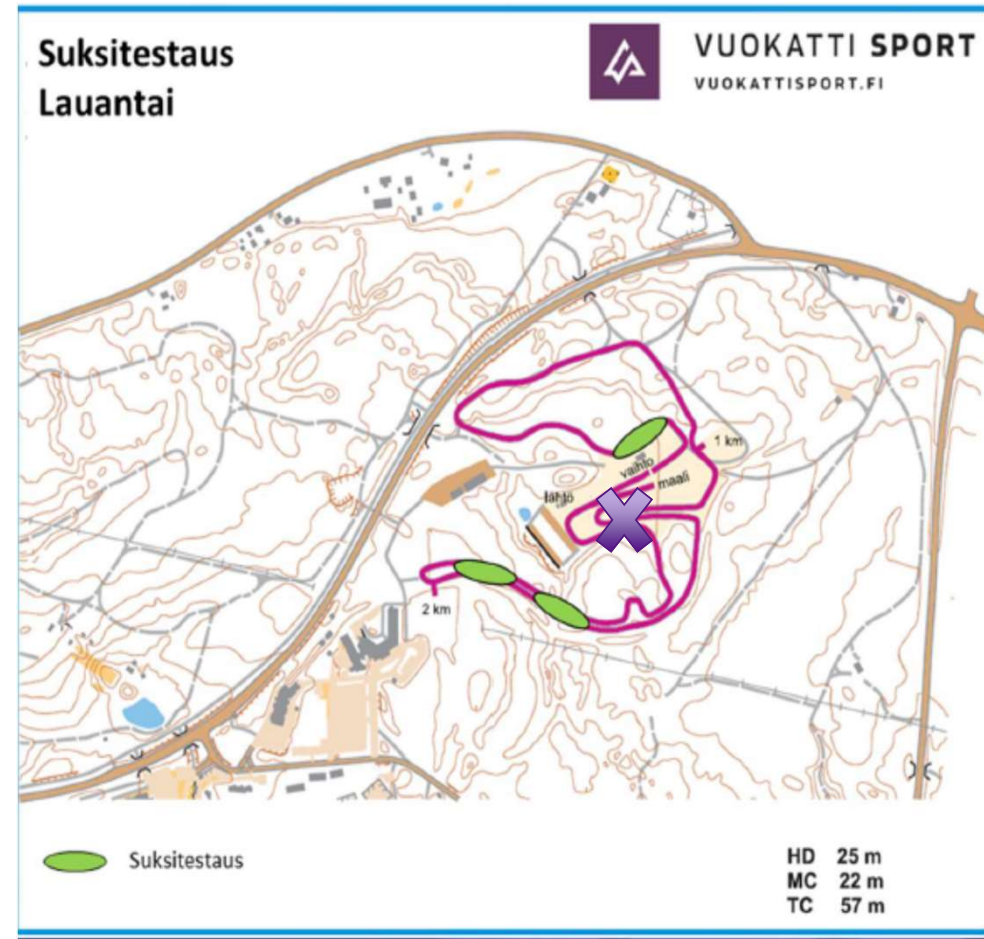 Suksitestaus
Lauantai
VUOKATTI SPORT
VUOKATTISPORT.FI
1 km
vaihto
maali
lähtö
2 km
Suksitestaus
HD 25 m
MC 22 m
TC 57 m